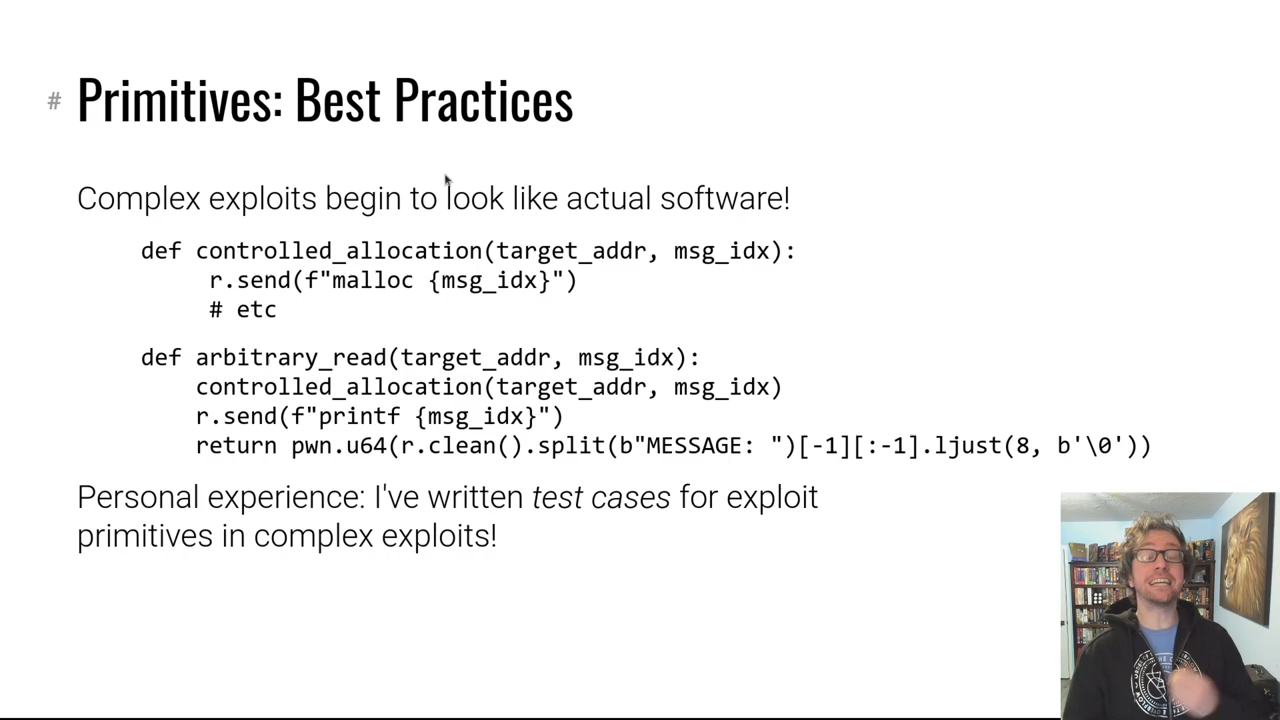 # Primitives: Best Practices
Complex exploits begin to look like actual software!
def controlled_allocation(target_addr, msg_idx):
r.send(f"malloc {msg_idx}")
# etc
def arbitrary_read(target_addr, msg_idx):
controlled_allocation(target_addr, msg_idx)
r.send(f"printf {msg_idx}")
return pwn.u64(r.clean().split(b"MESSAGE: ")[-1][:-1].ljust(8, b'\0'))
Personal experience: I've written test cases for exploit
primitives in complex exploits!